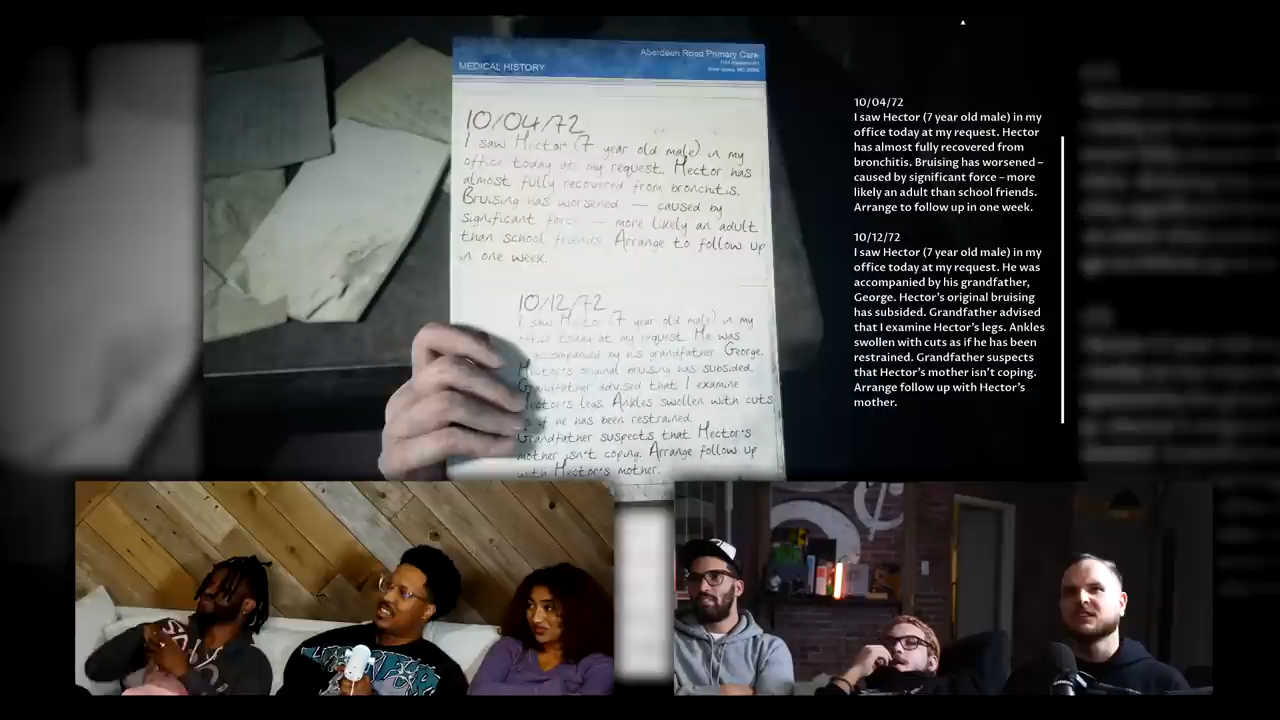 Aberdeen Road Primary Care
MEDICAL HISTORY
10/04/72
I saw Hector (7 year old male) in my
office today at my request. Hector has
almost fully recovered from bronchitis.
Bruising has worsened — caused by
significant force — more likely an adult
than school friends. Arrange to follow up
in one week.
10/12/72
I saw Hector (7 year old male) in my
office today at my request. He was
accompanied by his grandfather George.
Hector's original bruising has subsided.
Grandfather advised that I examine
Hector's legs. Ankles swollen with cuts
as if he has been restrained.
Grandfather suspects that Hector's
mother isn't coping. Arrange follow up
with Hector's mother.
10/04/72
I saw Hector (7 year old male) in my
office today at my request. Hector
has almost fully recovered from
bronchitis. Bruising has worsened –
caused by significant force – more
likely an adult than school friends.
Arrange to follow up in one week.
10/12/72
I saw Hector (7 year old male) in my
office today at my request. He was
accompanied by his grandfather,
George. Hector's original bruising
has subsided. Grandfather advised
that I examine Hector's legs. Ankles
swollen with cuts as if he has been
restrained. Grandfather suspects
that Hector's mother isn't coping.
Arrange follow up with Hector's
mother.